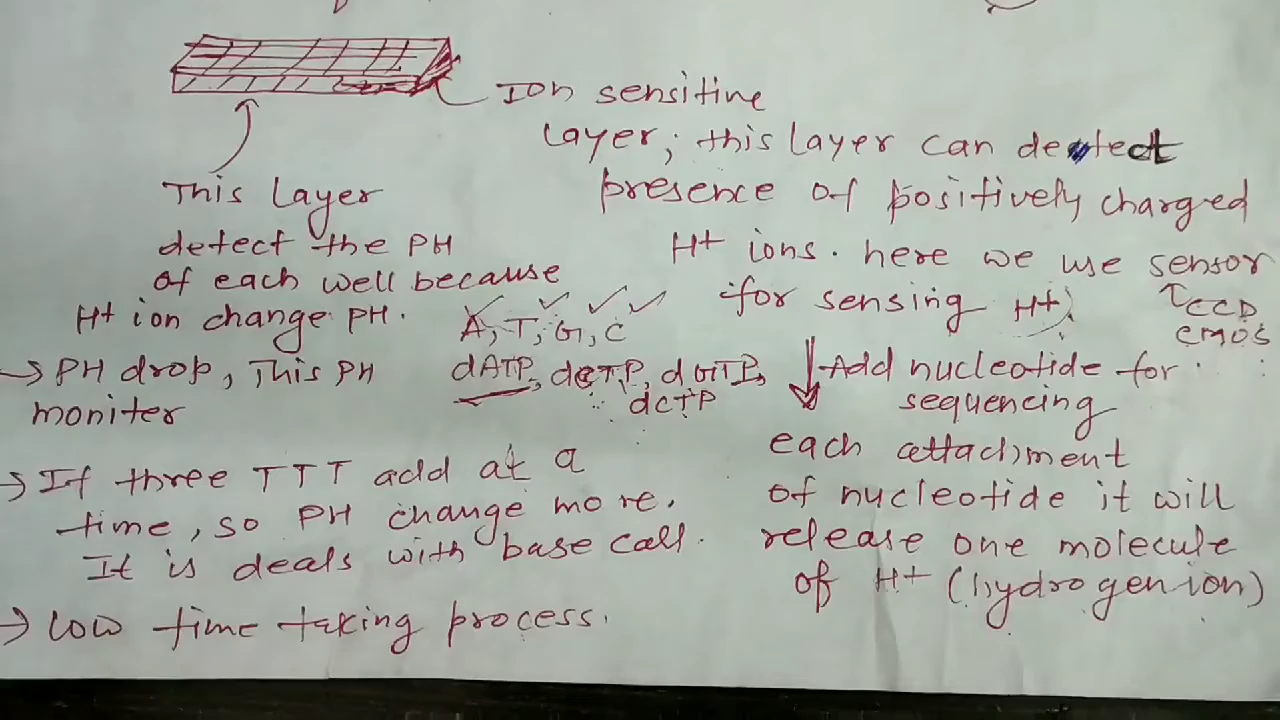 Ion sensitive
Layer; this layer can detect
presence of positively charged
H+ ions. here we use sensor
for sensing H+)
CCD
CMOS
This Layer
detect the PH
of each well because
H+ ion change PH.
→ PH drop, This PH
moniter
A, T, G, C
dATP, dCTP, dGTP,
dCTP
Add nucleotide for
sequencing
each attachment
of nucleotide it will
release one molecule
of H+ (hydrogen ion)
→ If three TTT add at a
time, so PH change more.
It is deals with base call.
→ Low time taking process.